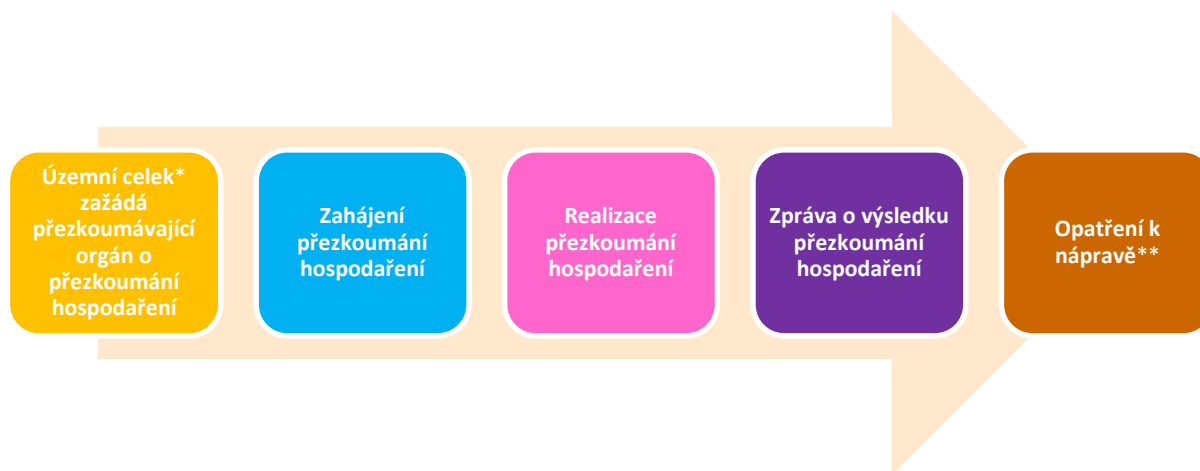 Územní celek*
zažádá
přezkoumávající
orgán o
přezkoumání
hospodaření
Zahájení
přezkoumání
hospodaření
Realizace
přezkoumání
hospodaření
Zpráva o výsledku
přezkoumání
hospodaření
Opatření k
nápravě**